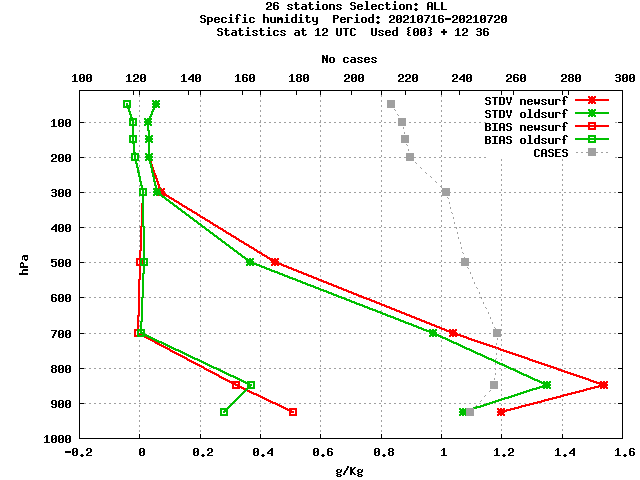 26 stations Selection: ALL
Specific humidity  Period: 20210716-20210720
Statistics at 12 UTC  Used {00} + 12 36
No cases
100 120 140 160 180 200 220 240 260 280 300
STDV newsurf
STDV oldsurf
BIAS newsurf
BIAS oldsurf
CASES
100
200
300
400
500
600
700
800
900
1000
hPa
-0.2 0 0.2 0.4 0.6 0.8 1 1.2 1.4 1.6
g/Kg